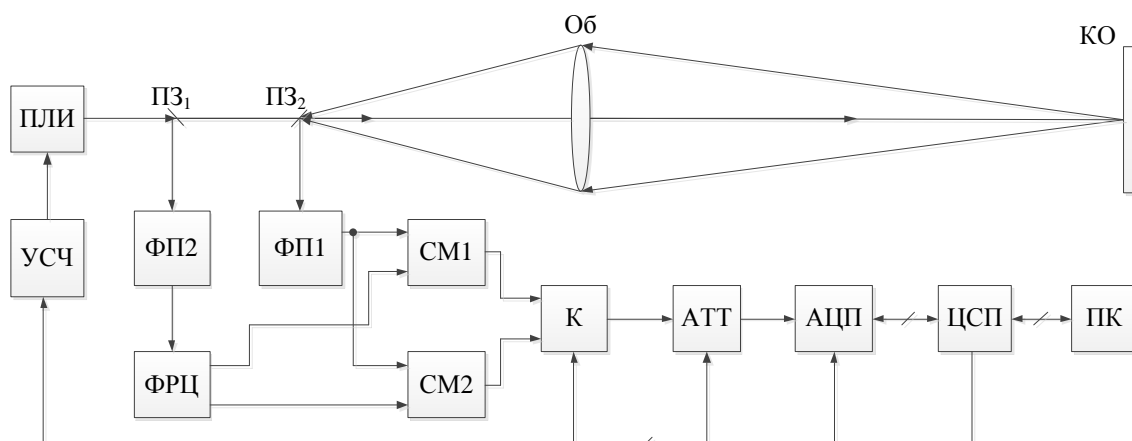 Об
КО
ПЗ1
ПЗ2
ПЛИ
УСЧ
ФП2
ФП1
СМ1
К
АТТ
АЦП
ЦСП
ПК
ФРЦ
СМ2